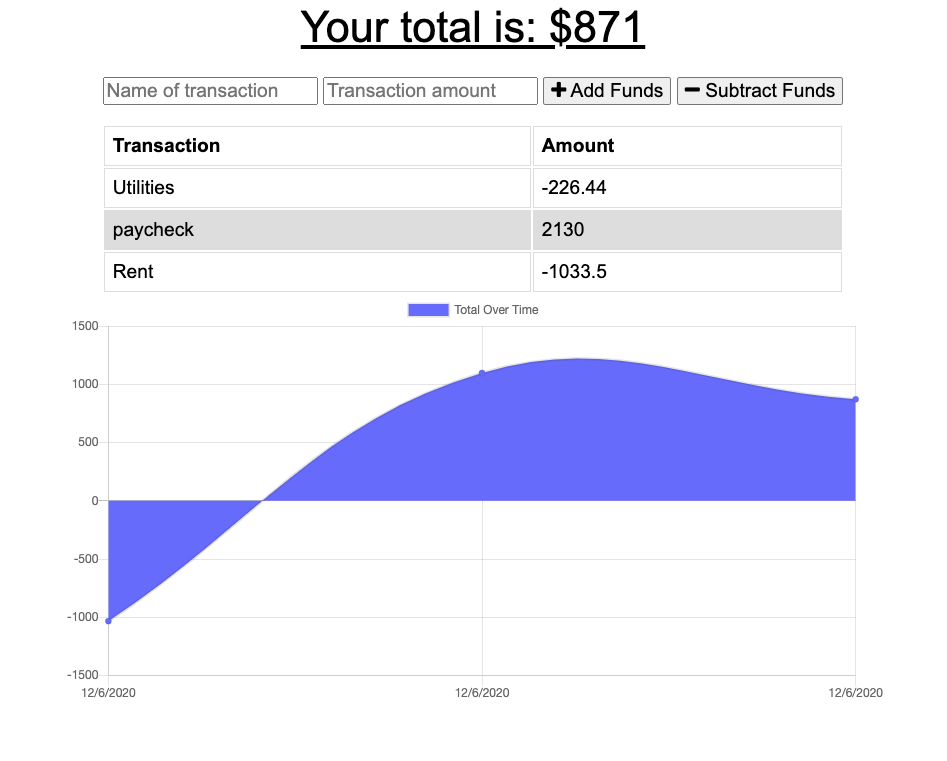 Your total is: $871
Name of transaction Transaction amount Add Funds Subtract Funds
Transaction Amount
Utilities -226.44
paycheck 2130
Rent -1033.5
Total Over Time
1500
1000
500
0
-500
-1000
-1500
12/6/2020 12/6/2020 12/6/2020